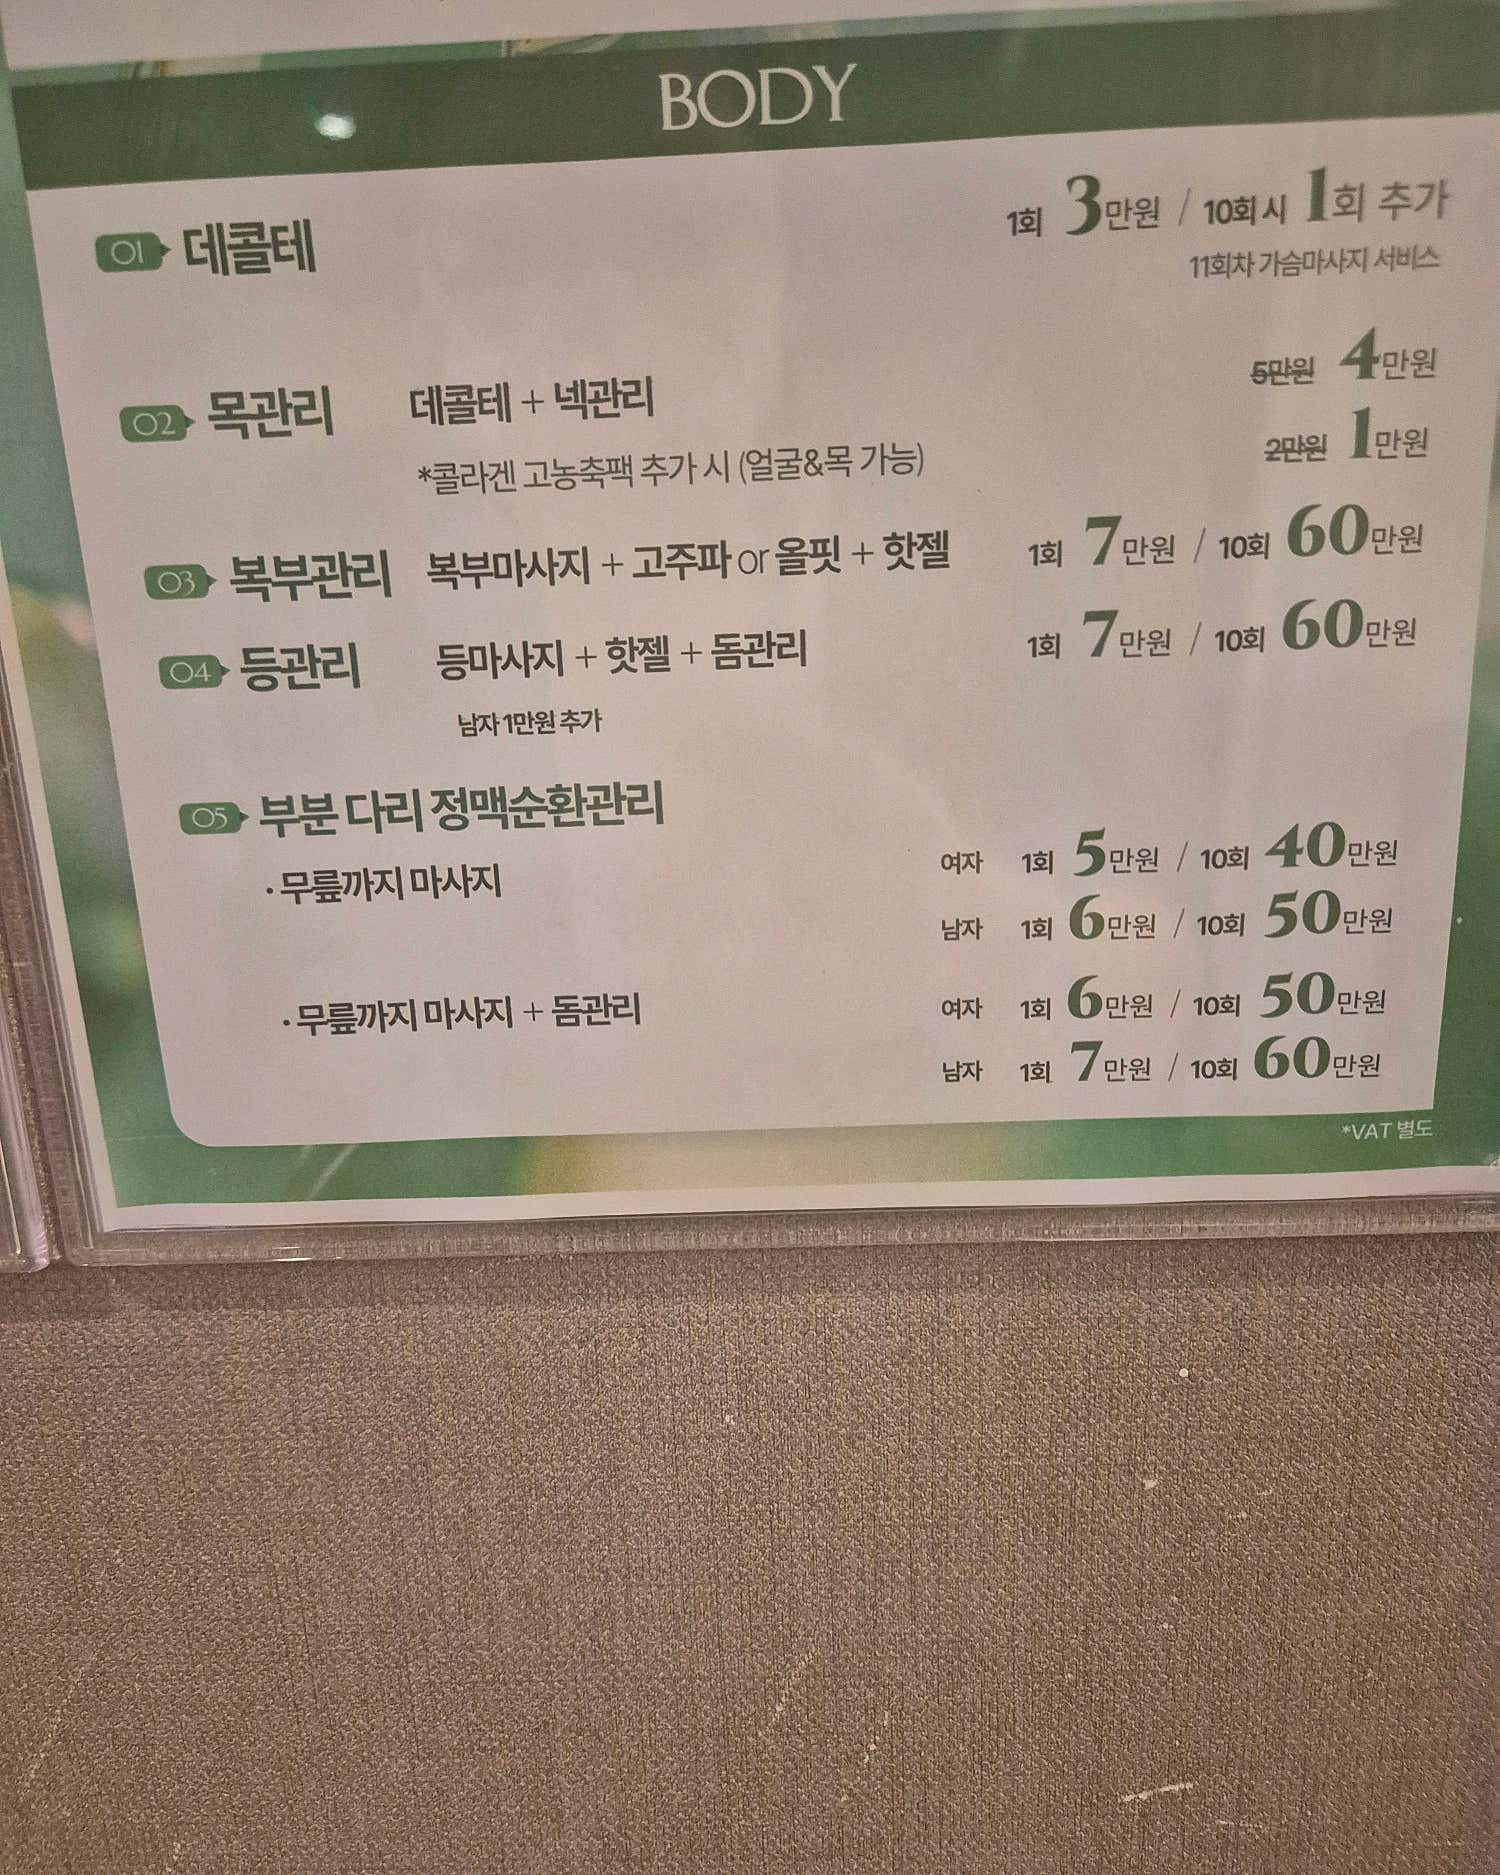 BODY
01 데콜테 1회 3만원 / 10회 시 1회 추가
11회차 가슴마사지 서비스
02 목관리 데콜테 + 넥관리 5만원 4만원
*콜라겐 고농축팩 추가 시 (얼굴&목 가능) 2만원 1만원
03 복부관리 복부마사지 + 고주파 or 올핏 + 핫젤 1회 7만원 / 10회 60만원
04 등관리 등마사지 + 핫젤 + 돔관리 1회 7만원 / 10회 60만원
남자 1만원 추가
05 부분 다리 정맥순환관리
· 무릎까지 마사지 여자 1회 5만원 / 10회 40만원
남자 1회 6만원 / 10회 50만원
· 무릎까지 마사지 + 돔관리 여자 1회 6만원 / 10회 50만원
남자 1회 7만원 / 10회 60만원
*VAT 별도